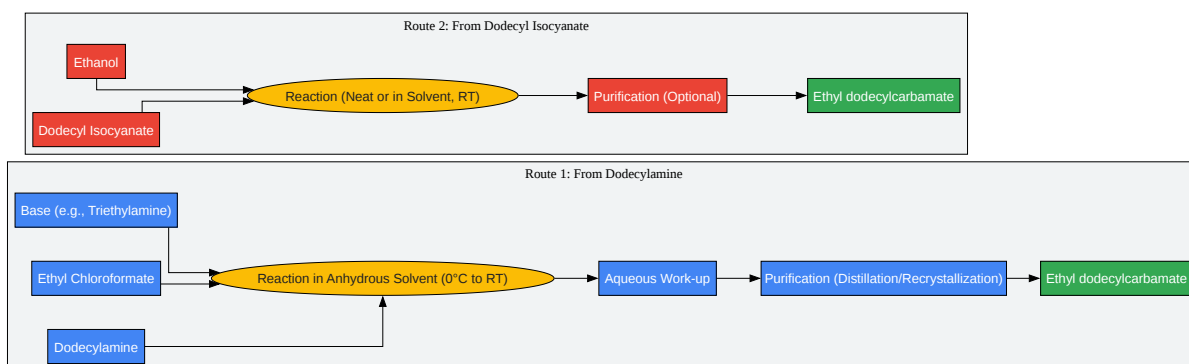 Route 2: From Dodecyl Isocyanate
Ethanol
Reaction (Neat or in Solvent, RT)
Purification (Optional)
Ethyl dodecylcarbamate
Dodecyl Isocyanate
Route 1: From Dodecylamine
Base (e.g., Triethylamine)
Ethyl Chloroformate
Reaction in Anhydrous Solvent (0°C to RT)
Aqueous Work-up
Purification (Distillation/Recrystallization)
Ethyl dodecylcarbamate
Dodecylamine